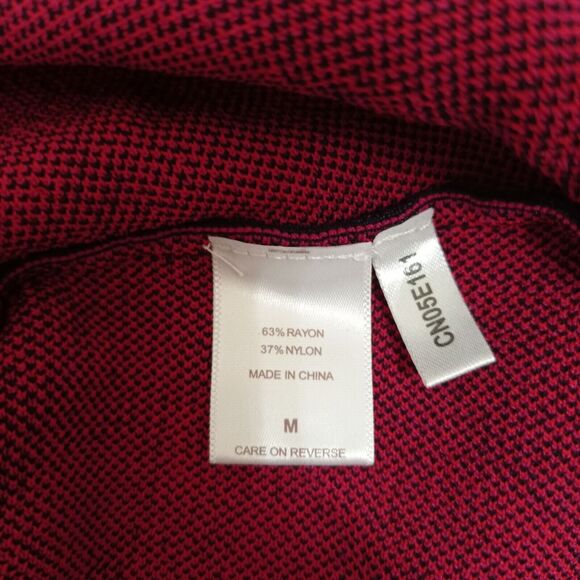 63% RAYON
37% NYLON
MADE IN CHINA
M
CARE ON REVERSE
CN05E161